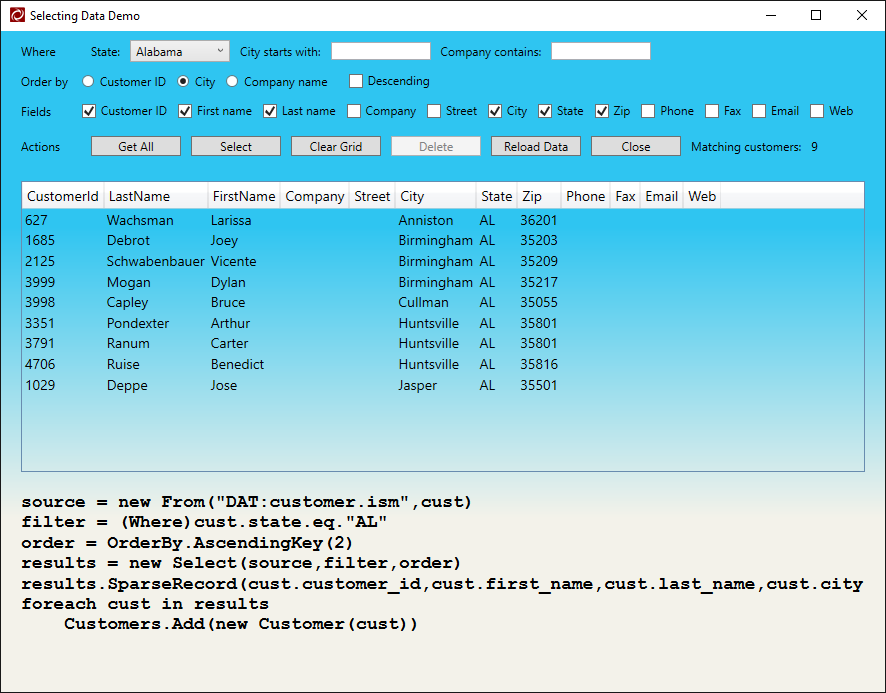 Selecting Data Demo
Where State: Alabama City starts with: Company contains:
Order by Customer ID City Company name Descending
Fields Customer ID First name Last name Company Street City State Zip Phone Fax Email Web
Actions Get All Select Clear Grid Delete Reload Data Close Matching customers: 9
CustomerId LastName FirstName Company Street City State Zip Phone Fax Email Web
627 Wachsman Larissa Anniston AL 36201
1685 Debrot Joey Birmingham AL 35203
2125 Schwabenbauer Vicente Birmingham AL 35209
3999 Mogan Dylan Birmingham AL 35217
3998 Capley Bruce Cullman AL 35055
3351 Pondexter Arthur Huntsville AL 35801
3791 Ranum Carter Huntsville AL 35801
4706 Ruise Benedict Huntsville AL 35816
1029 Deppe Jose Jasper AL 35501
source = new From("DAT:customer.ism",cust)
filter = (Where)cust.state.eq."AL"
order = OrderBy.AscendingKey(2)
results = new Select(source,filter,order)
results.SparseRecord(cust.customer_id,cust.first_name,cust.last_name,cust.city
foreach cust in results
    Customers.Add(new Customer(cust))